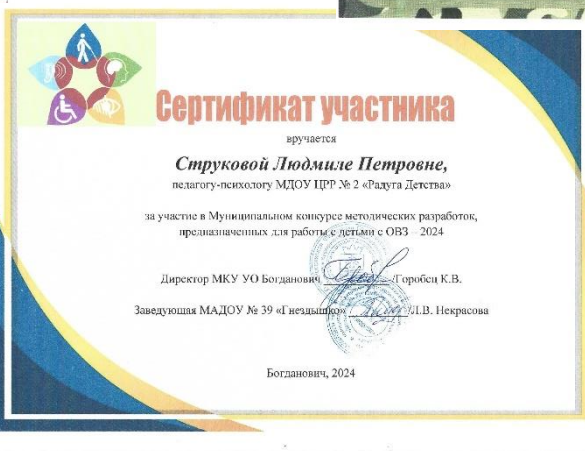 Сертификат участника
вручается
Струковой Людмиле Петровне,
педагогу-психологу МДОУ ЦРР № 2 «Радуга Детства»
за участие в Муниципальном конкурсе методических разработок,
предназначенных для работы с детьми с ОВЗ – 2024
Директор МКУ УО Богданович /Горобец К.В.
Заведующая МАДОУ № 39 «Гнездышко» /Л.В. Некрасова
Богданович, 2024